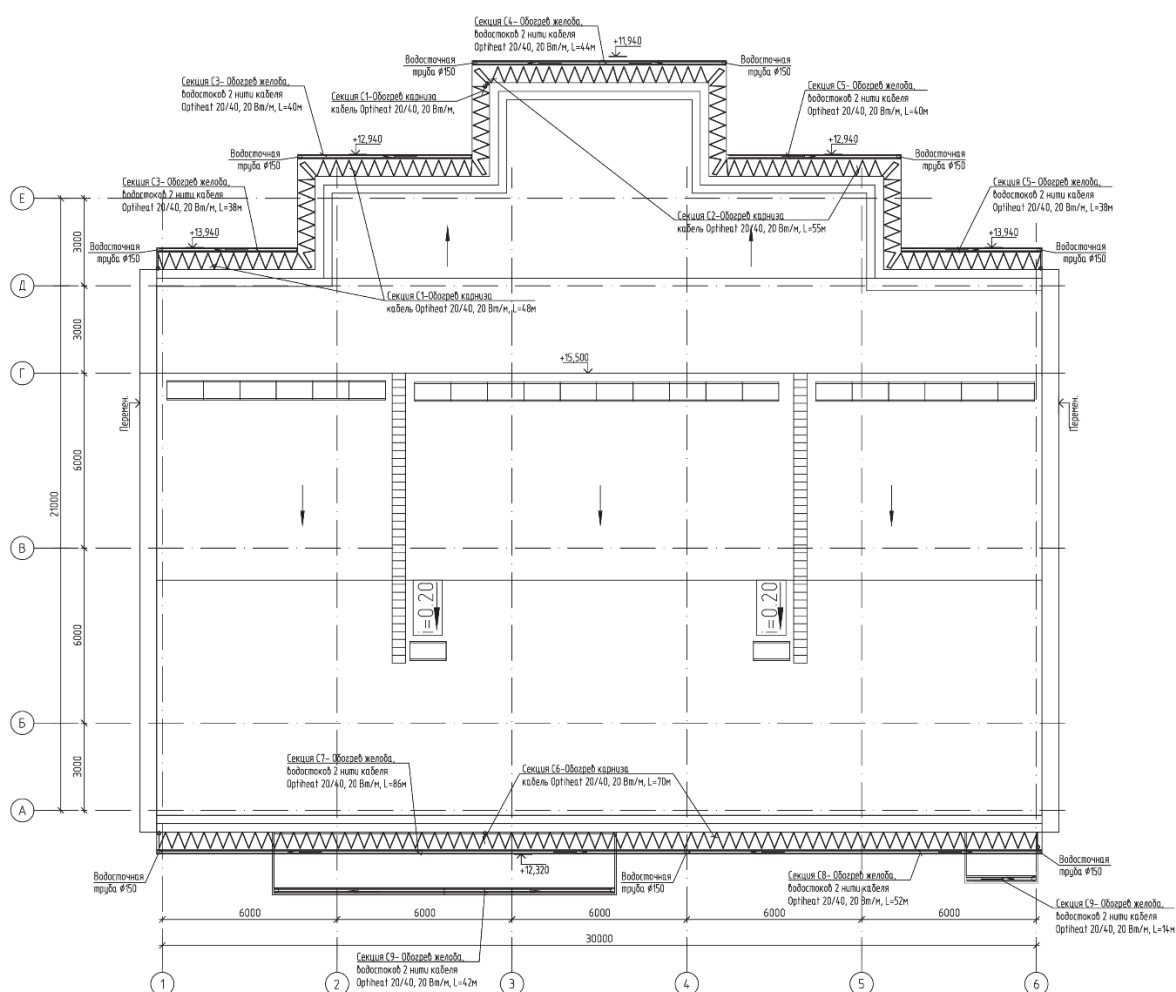 Секция С4- Обогрев желоба,
водостоков 2 нити кабеля
Optiheat 20/40, 20 Вт/м, L=44м
+11,940
Водосточная
труба Ø150
Водосточная
труба Ø150
Секция С3- Обогрев желоба,
водостоков 2 нити кабеля
Optiheat 20/40, 20 Вт/м, L=40м
Секция С1-Обогрев карниза
кабель Optiheat 20/40, 20 Вт/м,
Секция С5- Обогрев желоба,
водостоков 2 нити кабеля
Optiheat 20/40, 20 Вт/м, L=40м
+12,940
+12,940
Водосточная
труба Ø150
Водосточная
труба Ø150
Секция С3- Обогрев желоба,
водостоков 2 нити кабеля
Optiheat 20/40, 20 Вт/м, L=38м
Секция С5- Обогрев желоба,
водостоков 2 нити кабеля
Optiheat 20/40, 20 Вт/м, L=38м
Секция С2-Обогрев карниза
кабель Optiheat 20/40, 20 Вт/м, L=55м
+13,940
+13,940
Водосточная
труба Ø150
Водосточная
труба Ø150
Секция С1-Обогрев карниза
кабель Optiheat 20/40, 20 Вт/м, L=48м
Е
3000
Д
3000
Г
+15,500
Перемен.
Перемен.
6000
21000
В
6000
i=0.20
i=0.20
Б
3000
А
Секция С7- Обогрев желоба,
водостоков 2 нити кабеля
Optiheat 20/40, 20 Вт/м, L=86м
Секция С6-Обогрев карниза
кабель Optiheat 20/40, 20 Вт/м, L=70м
+12,320
Водосточная
труба Ø150
Водосточная
труба Ø150
Водосточная
труба Ø150
Секция С8- Обогрев желоба,
водостоков 2 нити кабеля
Optiheat 20/40, 20 Вт/м, L=52м
Секция С9- Обогрев желоба,
водостоков 2 нити кабеля
Optiheat 20/40, 20 Вт/м, L=14м
6000
6000
6000
6000
6000
30000
Секция С9- Обогрев желоба,
водостоков 2 нити кабеля
Optiheat 20/40, 20 Вт/м, L=42м
1
2
3
4
5
6